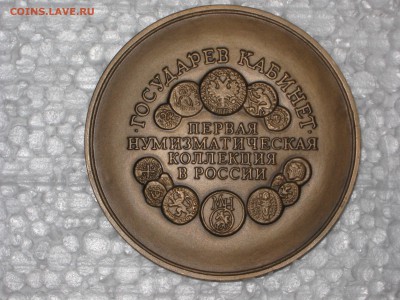 COINS.LAVE.RU
·ГОСУДАРЕВ КАБИНЕТ·
ПЕРВАЯ
НУМИЗМАТИЧЕСКАЯ
КОЛЛЕКЦИЯ
В РОССИИ